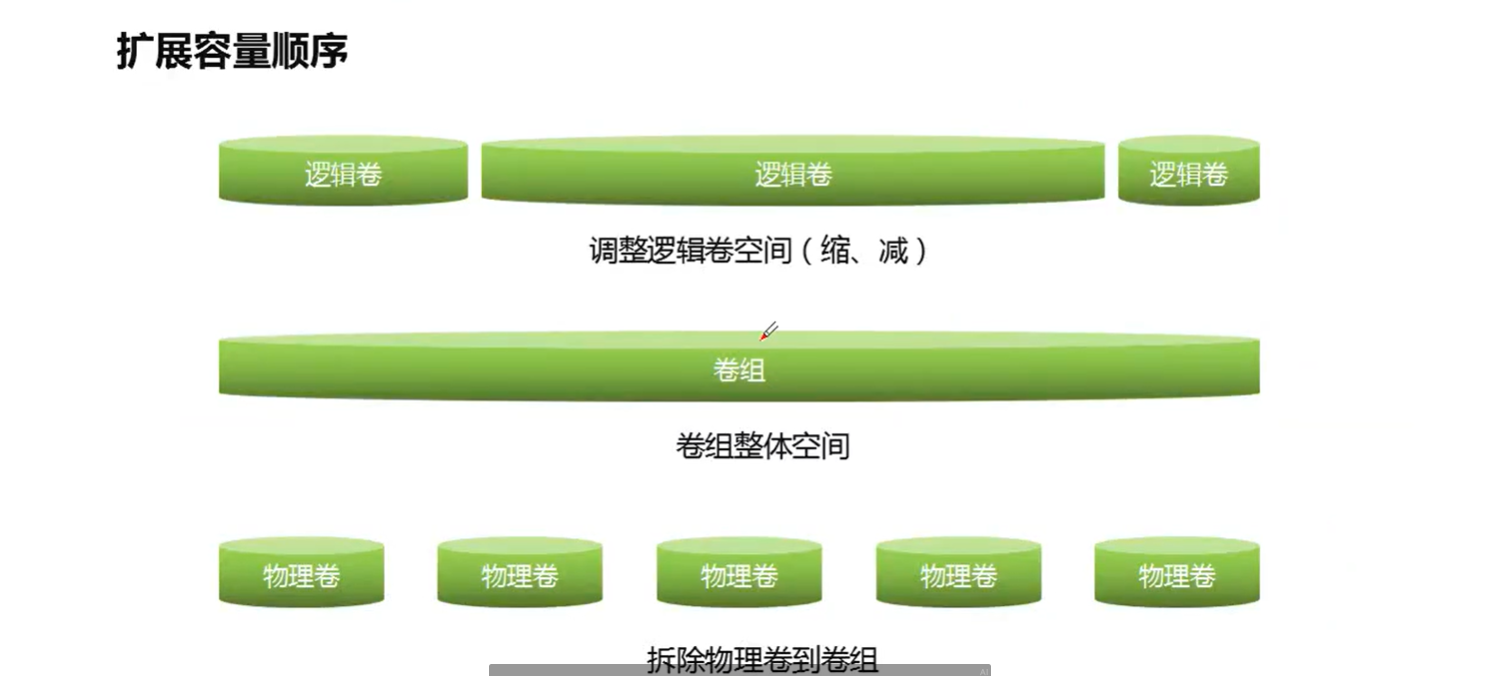 扩展容量顺序
逻辑卷 逻辑卷 逻辑卷
调整逻辑卷空间（缩、减）
卷组
卷组整体空间
物理卷 物理卷 物理卷 物理卷 物理卷
拆除物理卷到卷组
AI